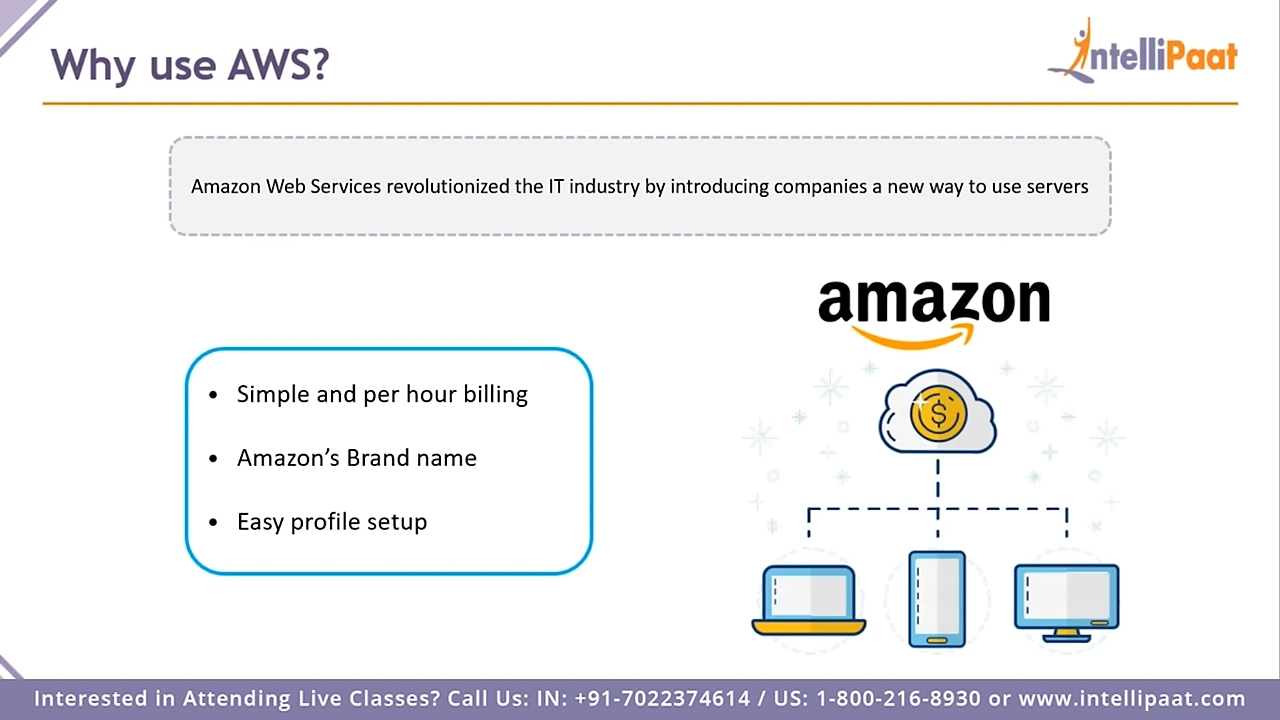 Why use AWS?
IntelliPaat
Amazon Web Services revolutionized the IT industry by introducing companies a new way to use servers
amazon
• Simple and per hour billing
• Amazon’s Brand name
• Easy profile setup
$
Interested in Attending Live Classes? Call Us: IN: +91-7022374614 / US: 1-800-216-8930 or www.intellipaat.com